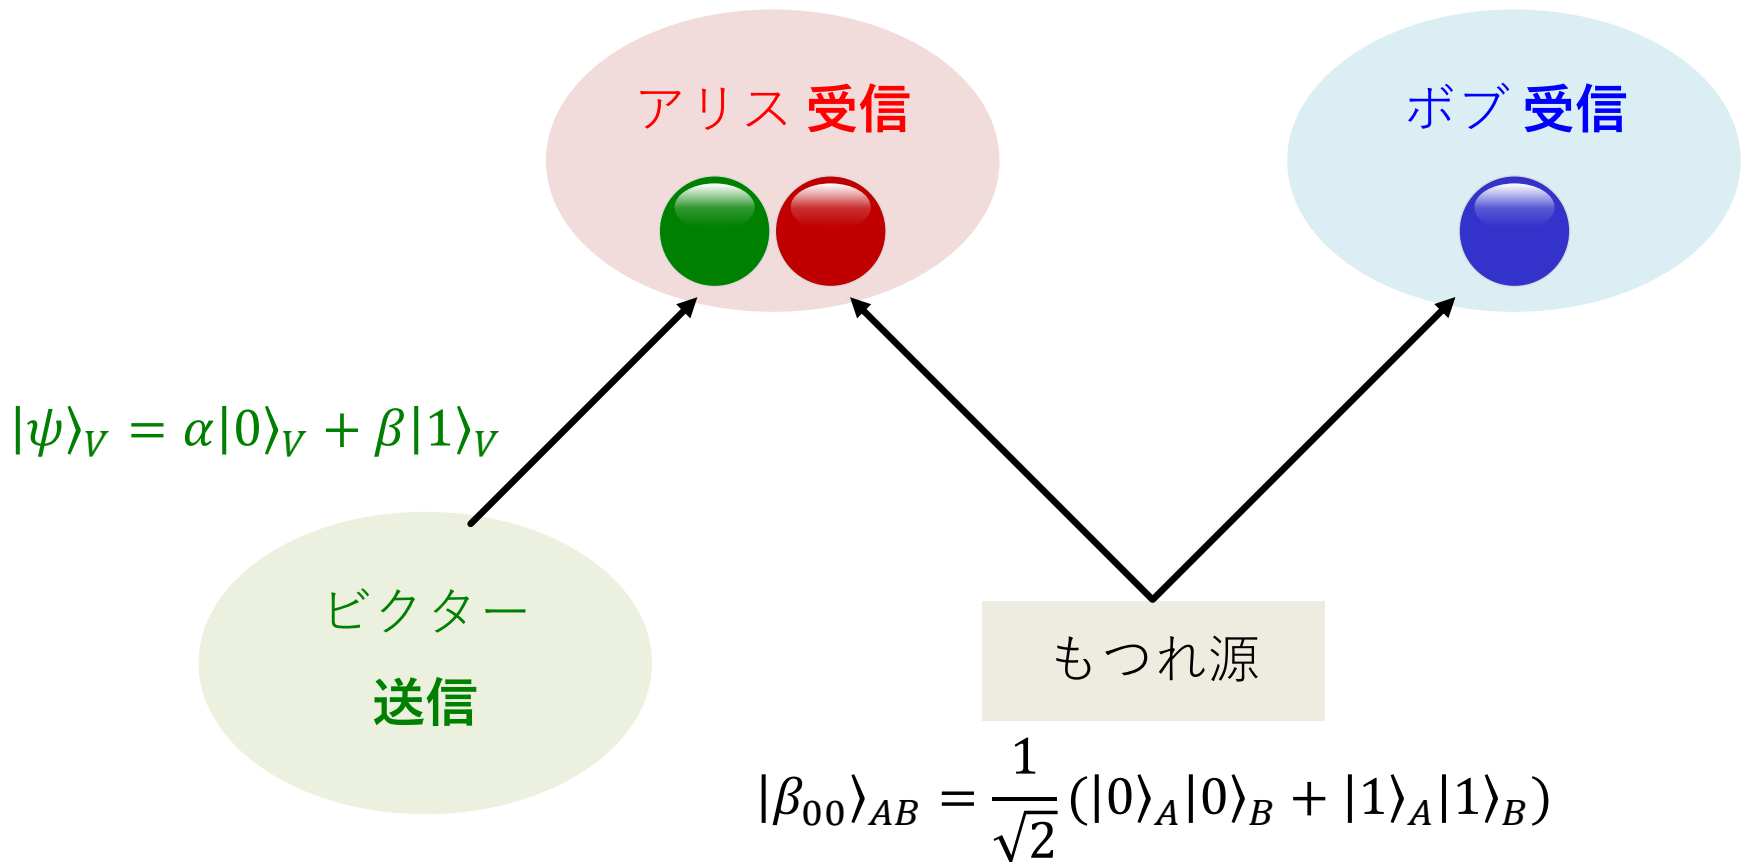 アリス 受信
ボブ 受信
|ψ⟩_V = α|0⟩_V + β|1⟩_V
ビクター
送信
もつれ源
|β₀₀⟩_AB = 1/√2 (|0⟩_A|0⟩_B + |1⟩_A|1⟩_B)